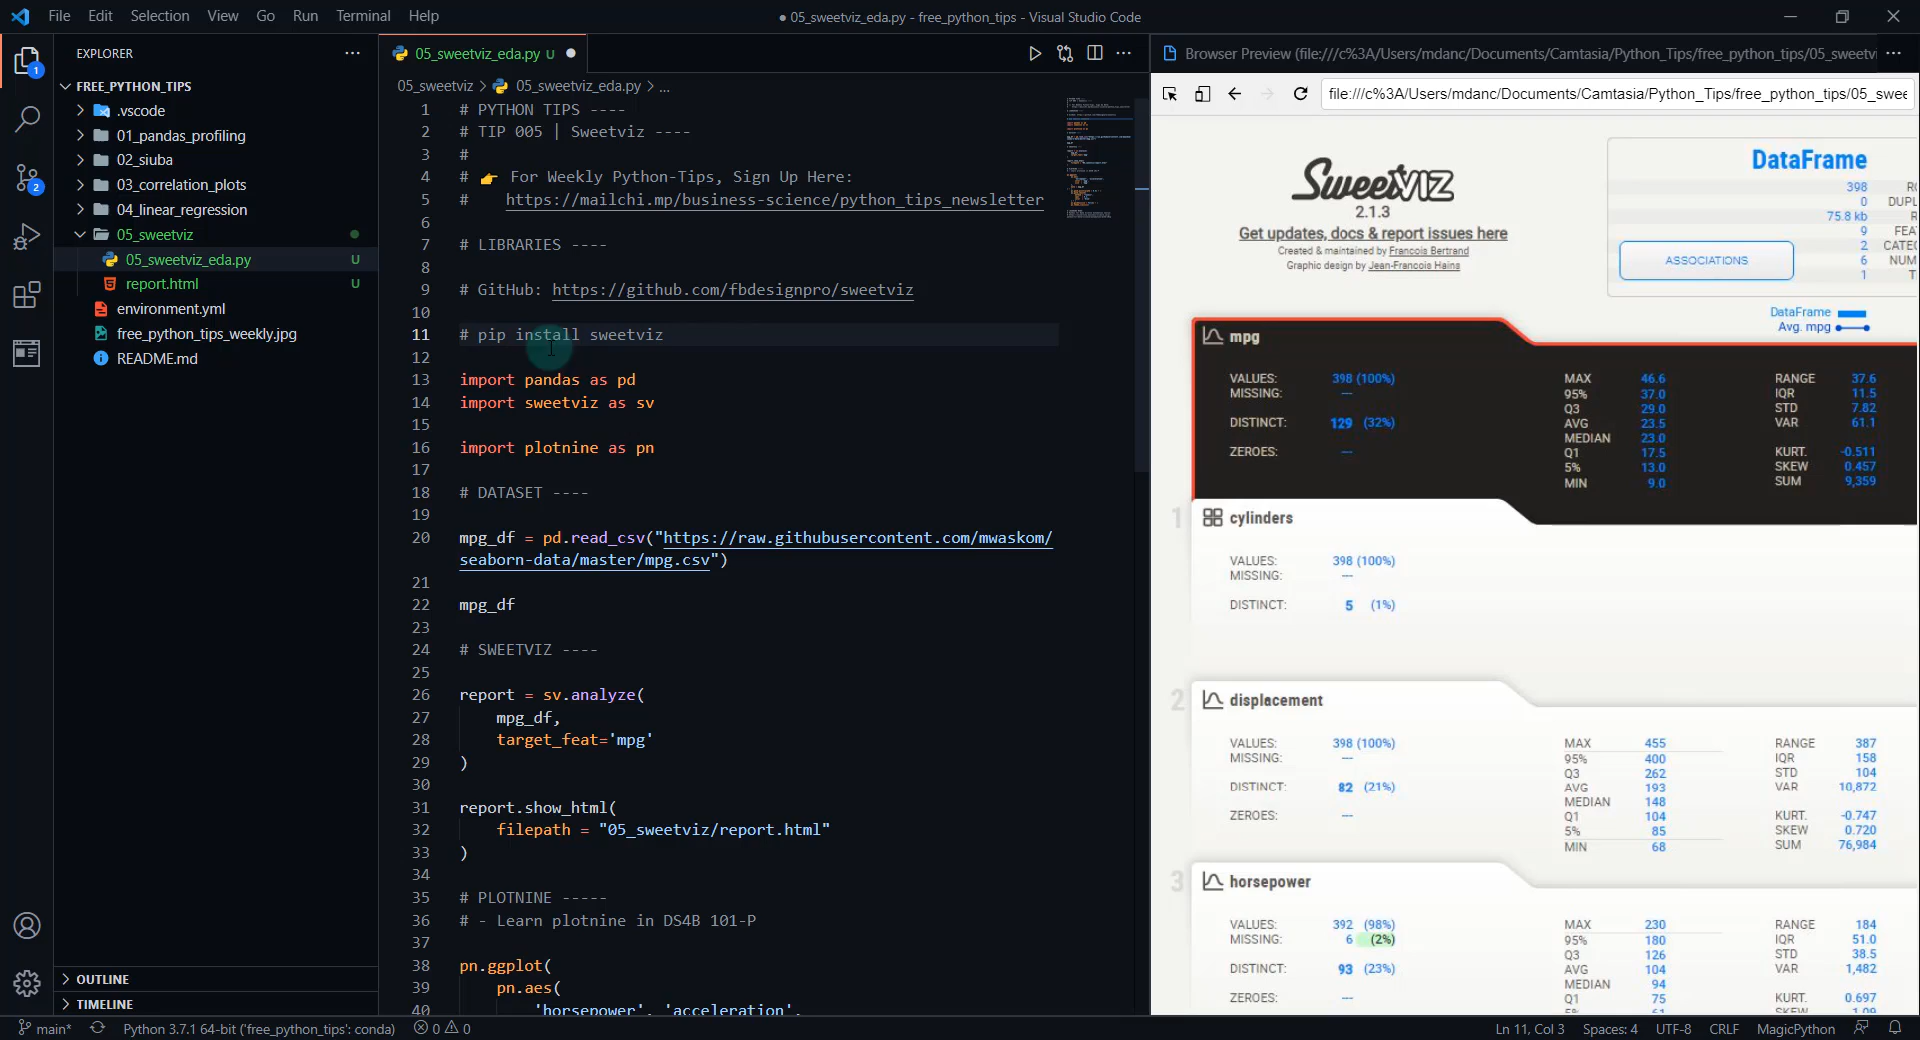 File Edit Selection View Go Run Terminal Help
● 05_sweetviz_eda.py - free_python_tips - Visual Studio Code
EXPLORER
FREE_PYTHON_TIPS
.vscode
01_pandas_profiling
02_siuba
03_correlation_plots
04_linear_regression
05_sweetviz
05_sweetviz_eda.py U
report.html U
environment.yml
free_python_tips_weekly.jpg
README.md
OUTLINE
TIMELINE
1
2
05_sweetviz_eda.py U
05_sweetviz > 05_sweetviz_eda.py > ...
1 # PYTHON TIPS ----
2 # TIP 005 | Sweetviz ----
3 #
4 # 👉 For Weekly Python-Tips, Sign Up Here:
5 # https://mailchi.mp/business-science/python_tips_newsletter
6
7 # LIBRARIES ----
8
9 # GitHub: https://github.com/fbdesignpro/sweetviz
10
11 # pip install sweetviz
12
13 import pandas as pd
14 import sweetviz as sv
15
16 import plotnine as pn
17
18 # DATASET ----
19
20 mpg_df = pd.read_csv("https://raw.githubusercontent.com/mwaskom/
seaborn-data/master/mpg.csv")
21
22 mpg_df
23
24 # SWEETVIZ ----
25
26 report = sv.analyze(
27 mpg_df,
28 target_feat='mpg'
29 )
30
31 report.show_html(
32 filepath = "05_sweetviz/report.html"
33 )
34
35 # PLOTNINE -----
36 # - Learn plotnine in DS4B 101-P
37
38 pn.ggplot(
39 pn.aes(
40 'horsepower', 'acceleration',
Browser Preview (file:///c%3A/Users/mdanc/Documents/Camtasia/Python_Tips/free_python_tips/05_sweetv
file:///c%3A/Users/mdanc/Documents/Camtasia/Python_Tips/free_python_tips/05_swee
SweetVIZ
2.1.3
Get updates, docs & report issues here
Created & maintained by Francois Bertrand
Graphic design by Jean-Francois Hains
DataFrame
398
0 DUPL
75.8 kb
9 FEA
2 CATEG
6 NUM
1
ASSOCIATIONS
DataFrame
Avg. mpg
mpg
VALUES: 398 (100%) MAX 46.6 RANGE 37.6
MISSING: --- 95% 37.0 IQR 11.5
Q3 29.0 STD 7.82
DISTINCT: 129 (32%) AVG 23.5 VAR 61.1
MEDIAN 23.0
ZEROES: --- Q1 17.5 KURT. -0.511
5% 13.0 SKEW 0.457
MIN 9.0 SUM 9,359
1 cylinders
VALUES: 398 (100%)
MISSING: ---
DISTINCT: 5 (1%)
2 displacement
VALUES: 398 (100%) MAX 455 RANGE 387
MISSING: --- 95% 400 IQR 158
Q3 262 STD 104
DISTINCT: 82 (21%) AVG 193 VAR 10,872
MEDIAN 148
ZEROES: --- Q1 104 KURT. -0.747
5% 85 SKEW 0.720
MIN 68 SUM 76,984
3 horsepower
VALUES: 392 (98%) MAX 230 RANGE 184
MISSING: 6 (2%) 95% 180 IQR 51.0
Q3 126 STD 38.5
DISTINCT: 93 (23%) AVG 104 VAR 1,482
MEDIAN 94
ZEROES: --- Q1 75 KURT. 0.697
5% 61 SKEW 1.09
main* Python 3.7.1 64-bit ('free_python_tips': conda) 0 0
Ln 11, Col 3 Spaces: 4 UTF-8 CRLF MagicPython